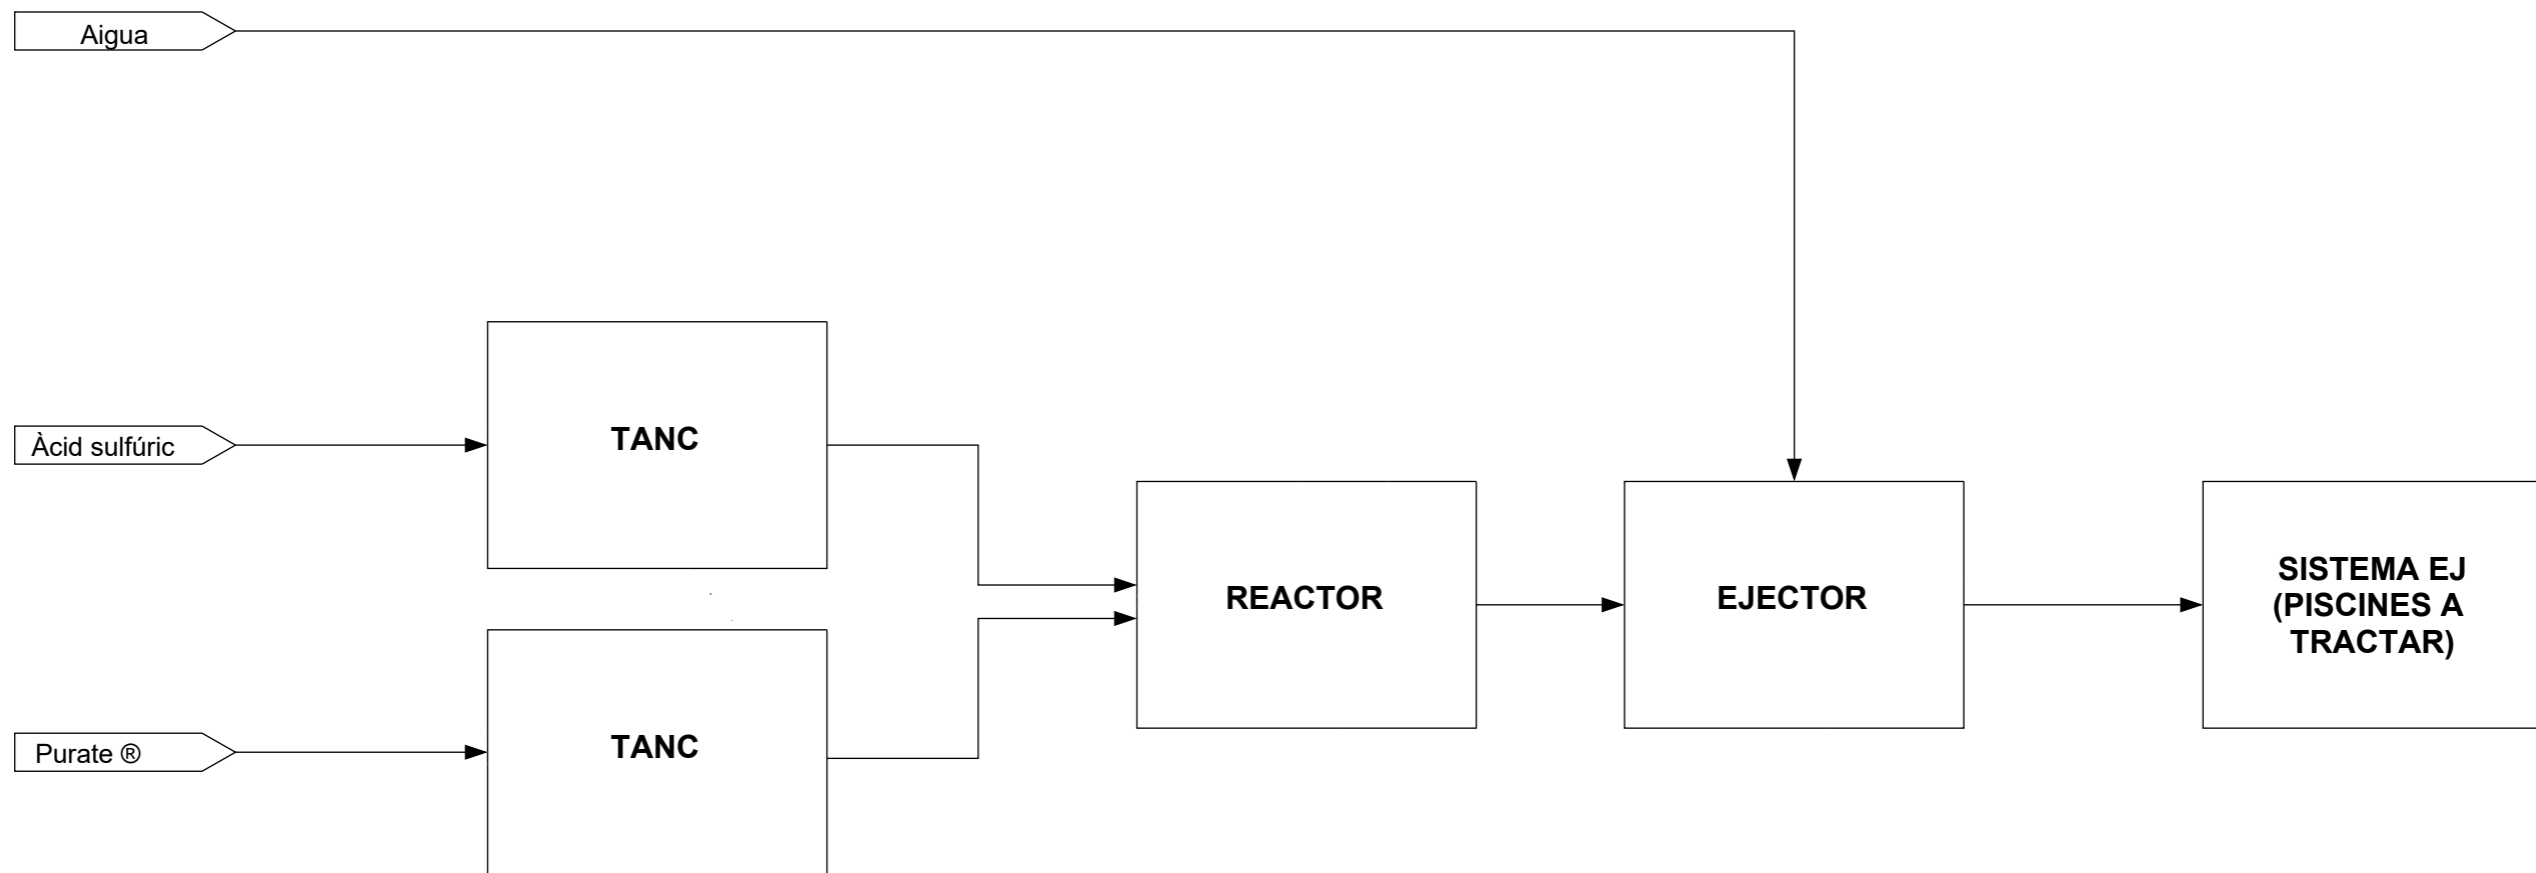 Aigua
Àcid sulfúric
TANC
Purate ®
TANC
REACTOR
EJECTOR
SISTEMA EJ
(PISCINES A
TRACTAR)